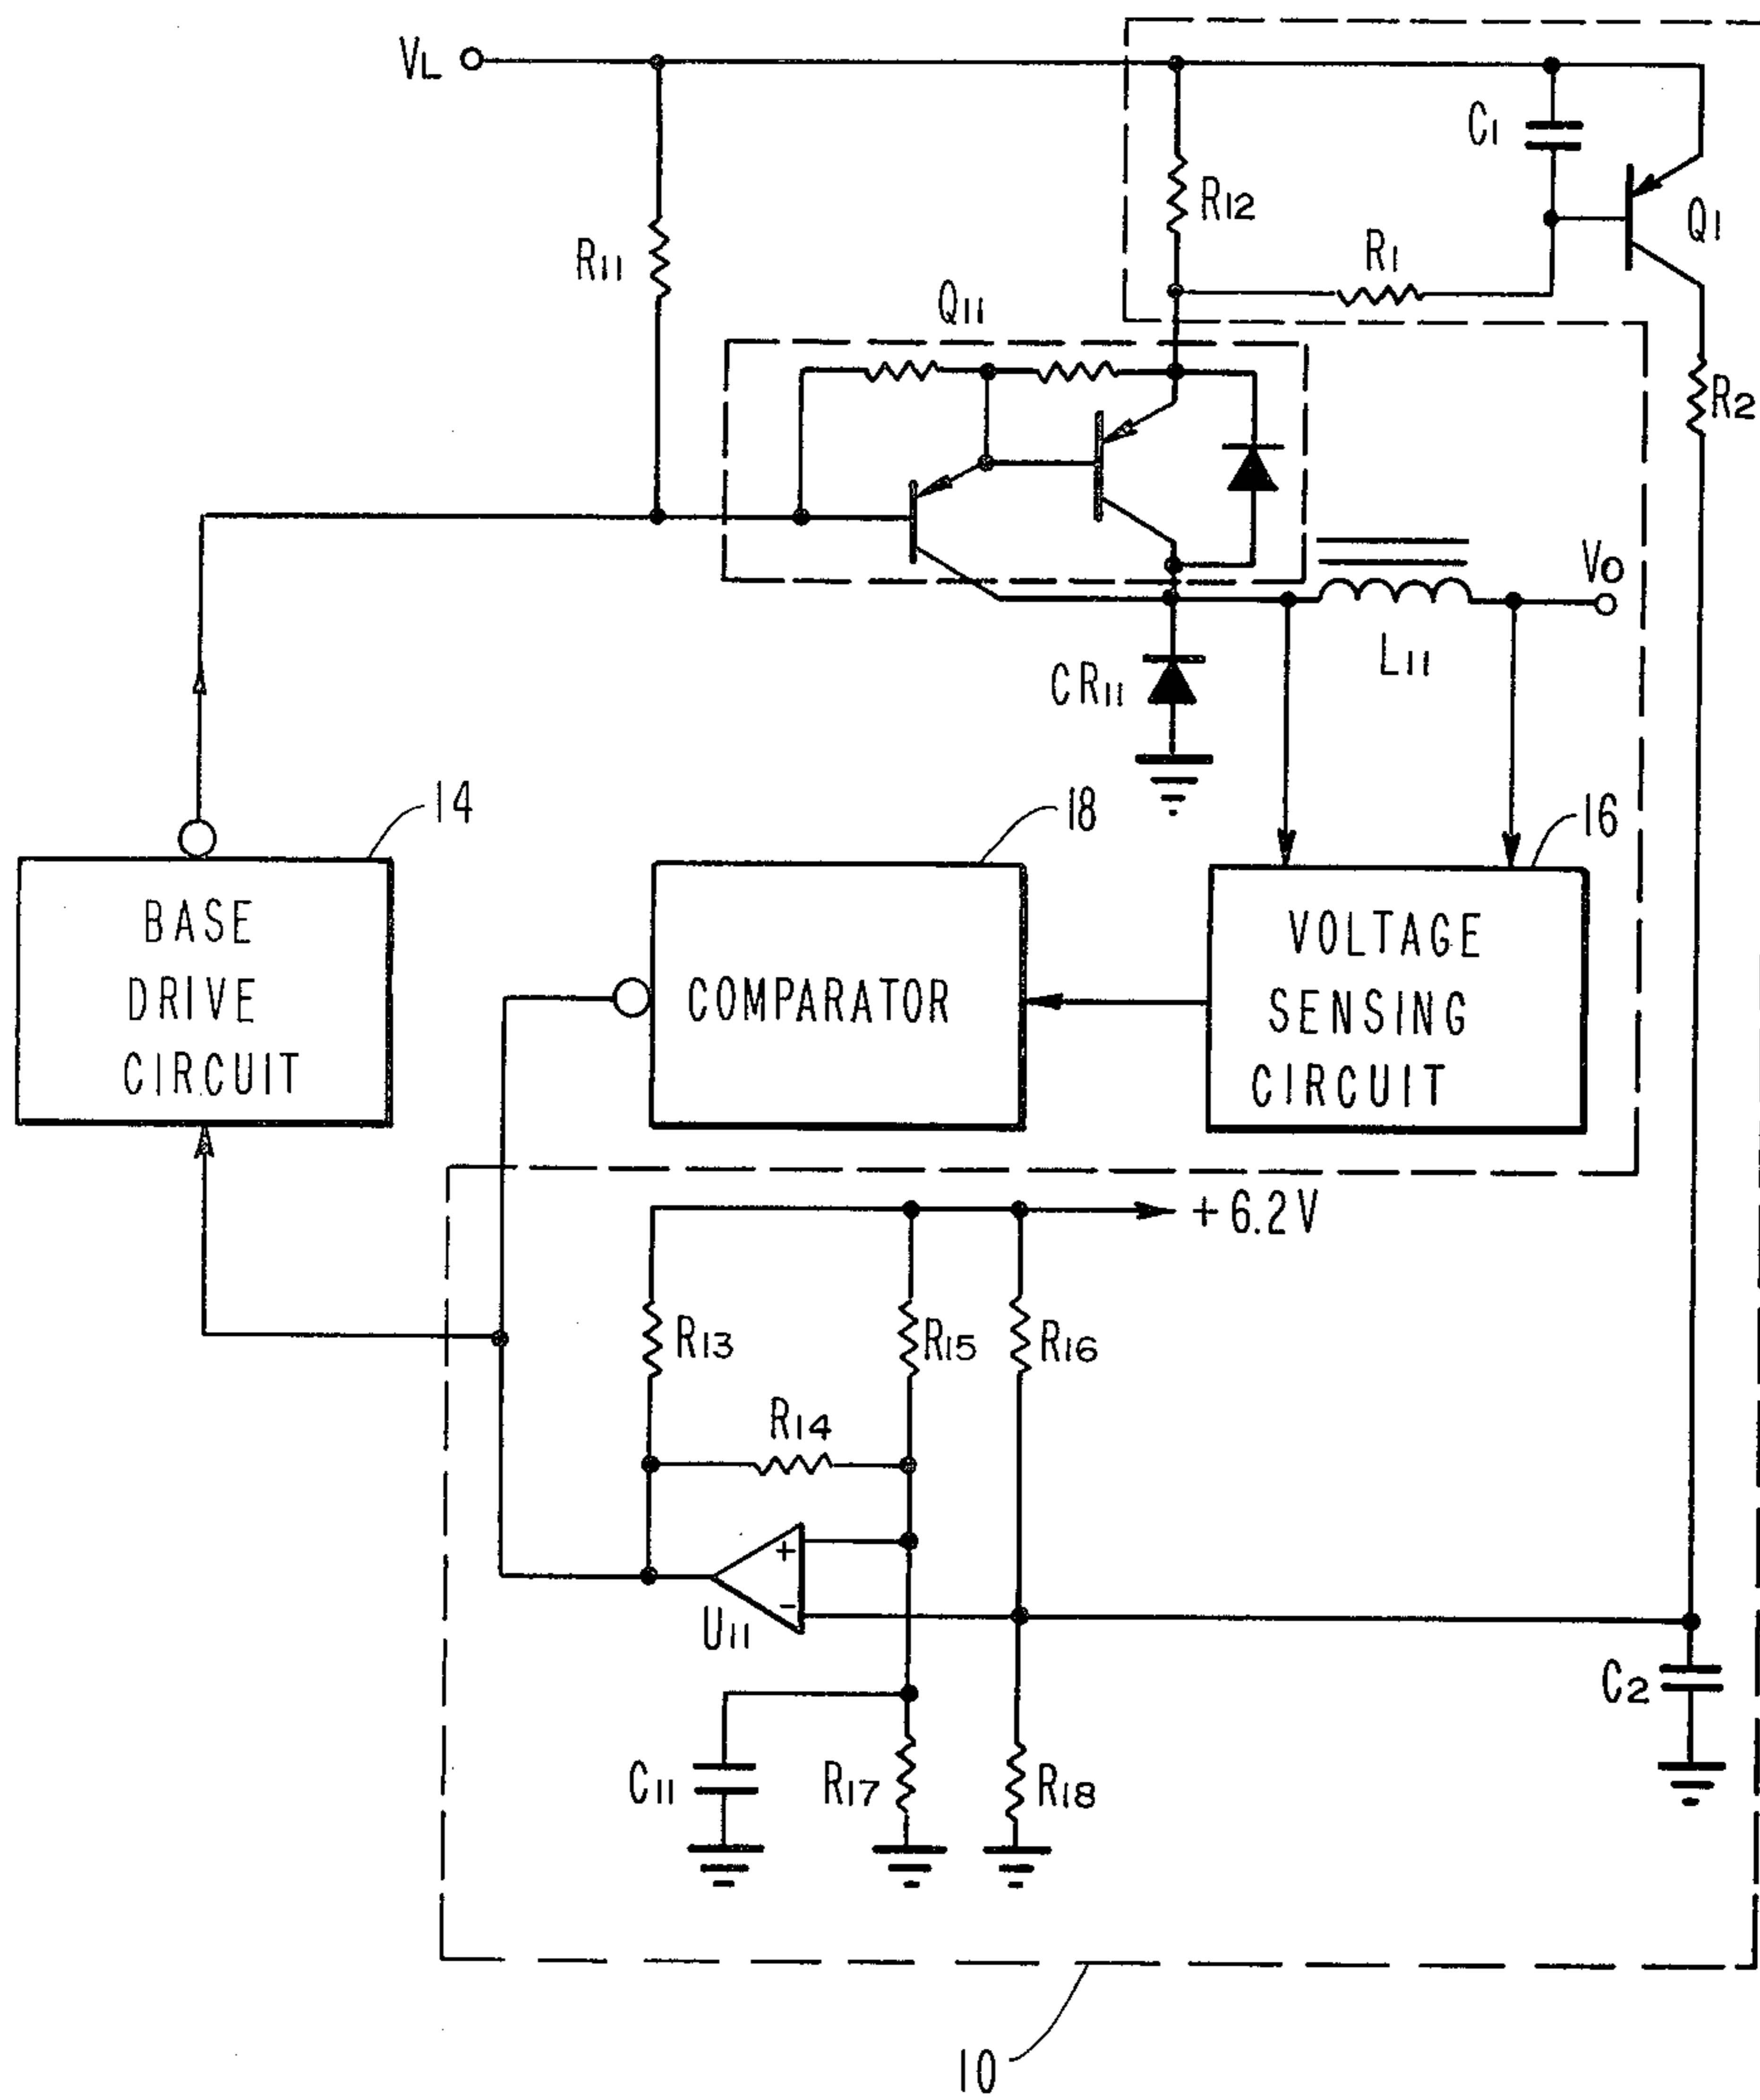 VL
C1
R12
Q1
R11
R1
Q11
R2
VO
L11
CR11
14
18
16
BASE
DRIVE
CIRCUIT
COMPARATOR
VOLTAGE
SENSING
CIRCUIT
+6.2V
R13
R15
R16
R14
+
-
U11
C2
C11
R17
R18
10